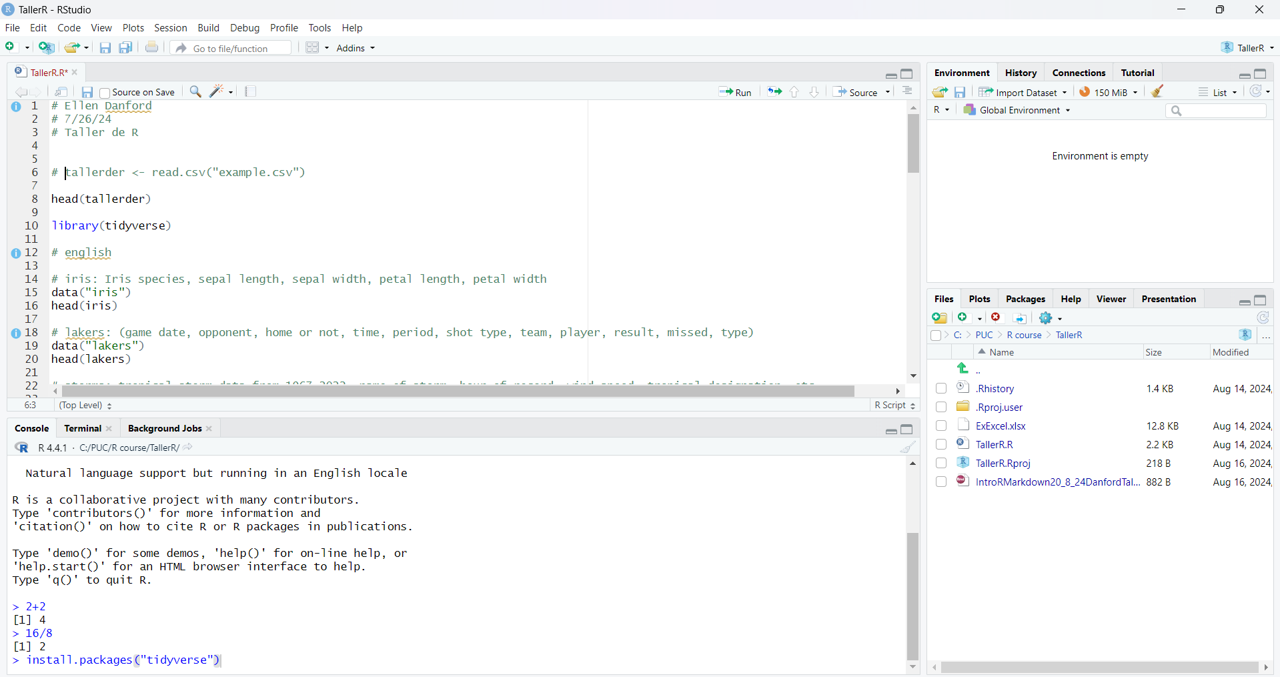 TallerR - RStudio
File Edit Code View Plots Session Build Debug Profile Tools Help
Go to file/function Addins TallerR
TallerR.R*
Source on Save Run Source
1 # Ellen Danford
2 # 7/26/24
3 # Taller de R
4
5
6 # tallerder <- read.csv("example.csv")
7
8 head(tallerder)
9
10 library(tidyverse)
11
12 # english
13
14 # iris: Iris species, sepal length, sepal width, petal length, petal width
15 data("iris")
16 head(iris)
17
18 # lakers: (game date, opponent, home or not, time, period, shot type, team, player, result, missed, type)
19 data("lakers")
20 head(lakers)
21
22
6:3 (Top Level) R Script
Console Terminal Background Jobs
R 4.4.1 · C:/PUC/R course/TallerR/
Natural language support but running in an English locale
R is a collaborative project with many contributors.
Type 'contributors()' for more information and
'citation()' on how to cite R or R packages in publications.
Type 'demo()' for some demos, 'help()' for on-line help, or
'help.start()' for an HTML browser interface to help.
Type 'q()' to quit R.
> 2+2
[1] 4
> 16/8
[1] 2
> install.packages("tidyverse")
Environment History Connections Tutorial
Import Dataset 150 MiB List
R Global Environment
Environment is empty
Files Plots Packages Help Viewer Presentation
C: PUC R course TallerR
Name Size Modified
..
.Rhistory 1.4 KB Aug 14, 2024,
.Rproj.user
ExExcel.xlsx 12.8 KB Aug 14, 2024,
TallerR.R 2.2 KB Aug 14, 2024,
TallerR.Rproj 218 B Aug 16, 2024,
IntroRMarkdown20_8_24DanfordTal... 882 B Aug 16, 2024,